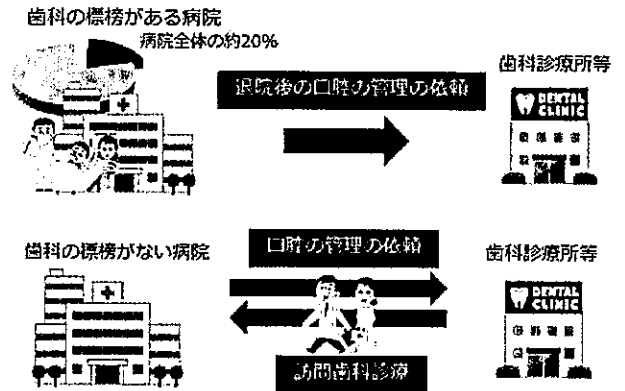 歯科の標榜がある病院
病院全体の約20%
退院後の口腔の管理の依頼
歯科診療所等
DENTAL
CLINIC
歯科の標榜がない病院
口腔の管理の依頼
歯科診療所等
DENTAL
CLINIC
訪問歯科診療